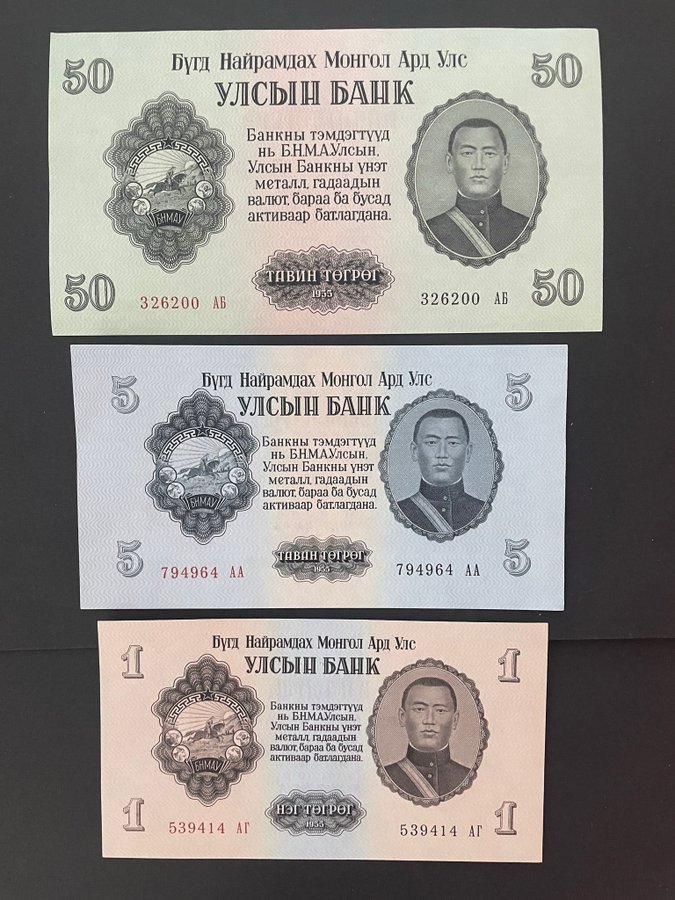 50 Бүгд Найрамдах Монгол Ард Улс 50
УЛСЫН БАНК
Банкны тэмдэгтүүд
нь Б.Н.М.А.Улсын,
Улсын Банкны үнэт
металл, гадаадын
валют, бараа ба бусад
активаар батлагдана.
БНМАУ
ТАВИН ТӨГРӨГ
1955
50 326200 АБ 326200 АБ 50
5 Бүгд Найрамдах Монгол Ард Улс 5
УЛСЫН БАНК
Банкны тэмдэгтүүд
нь Б.Н.М.А.Улсын,
Улсын Банкны үнэт
металл, гадаадын
валют, бараа ба бусад
активаар батлагдана.
БНМАУ
ТАВАН ТӨГРӨГ
1955
5 794964 АА 794964 АА 5
1 Бүгд Найрамдах Монгол Ард Улс 1
УЛСЫН БАНК
Банкны тэмдэгтүүд
нь Б.Н.М.А.Улсын,
Улсын Банкны үнэт
металл, гадаадын
валют, бараа ба бусад
активаар батлагдана.
БНМАУ
НЭГ ТӨГРӨГ
1955
1 539414 АГ 539414 АГ 1